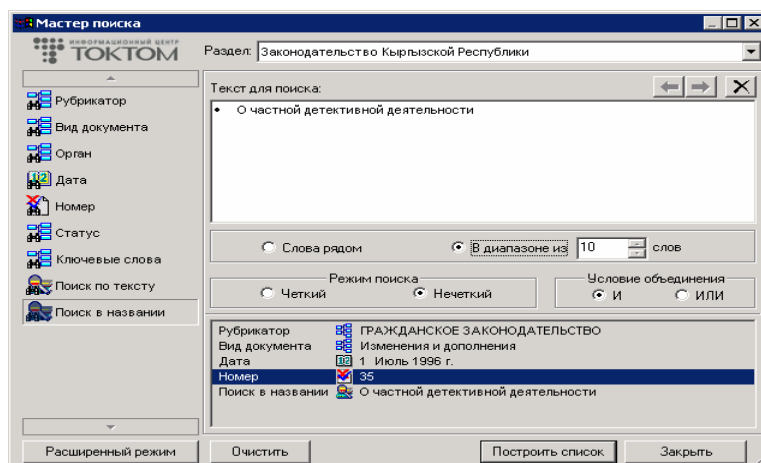 Мастер поиска
ИНФОРМАЦИОННЫЙ ЦЕНТР
ТОКТОМ
Раздел: Законодательство Кыргызской Республики
Рубрикатор
Вид документа
Орган
Дата
Номер
Статус
Ключевые слова
Поиск по тексту
Поиск в названии
Текст для поиска:
• О частной детективной деятельности
Слова рядом В диапазоне из 10 слов
Режим поиска
Четкий Нечеткий
Условие объединения
И ИЛИ
Рубрикатор ГРАЖДАНСКОЕ ЗАКОНОДАТЕЛЬСТВО
Вид документа Изменения и дополнения
Дата 1 Июль 1996 г.
Номер 35
Поиск в названии О частной детективной деятельности
Расширенный режим Очистить Построить список Закрыть